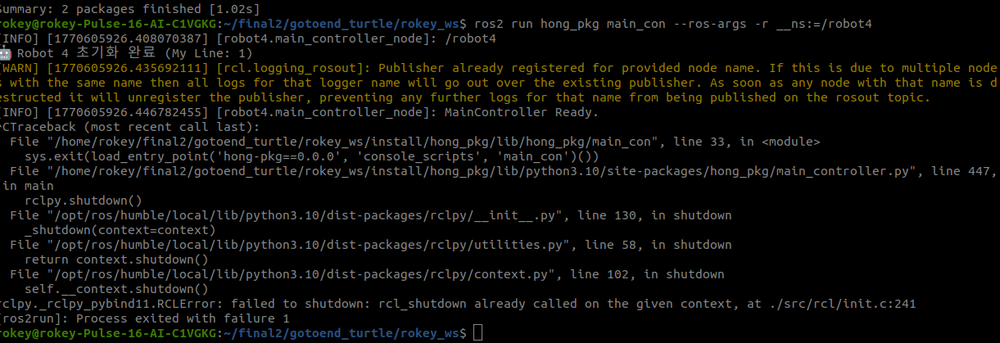 Summary: 2 packages finished [1.02s]
rokey@rokey-Pulse-16-AI-C1VGKG:~/final2/gotoend_turtle/rokey_ws$ ros2 run hong_pkg main_con --ros-args -r __ns:=/robot4
[INFO] [1770605926.408070387] [robot4.main_controller_node]: /robot4
🤖 Robot 4 초기화 완료 (My Line: 1)
[WARN] [1770605926.435692111] [rcl.logging_rosout]: Publisher already registered for provided node name. If this is due to multiple node
s with the same name then all logs for that logger name will go out over the existing publisher. As soon as any node with that name is d
estructed it will unregister the publisher, preventing any further logs for that name from being published on the rosout topic.
[INFO] [1770605926.446782455] [robot4.main_controller_node]: MainController Ready.
^CTraceback (most recent call last):
  File "/home/rokey/final2/gotoend_turtle/rokey_ws/install/hong_pkg/lib/hong_pkg/main_con", line 33, in <module>
    sys.exit(load_entry_point('hong-pkg==0.0.0', 'console_scripts', 'main_con')())
  File "/home/rokey/final2/gotoend_turtle/rokey_ws/install/hong_pkg/lib/python3.10/site-packages/hong_pkg/main_controller.py", line 447,
 in main
    rclpy.shutdown()
  File "/opt/ros/humble/local/lib/python3.10/dist-packages/rclpy/__init__.py", line 130, in shutdown
    _shutdown(context=context)
  File "/opt/ros/humble/local/lib/python3.10/dist-packages/rclpy/utilities.py", line 58, in shutdown
    return context.shutdown()
  File "/opt/ros/humble/local/lib/python3.10/dist-packages/rclpy/context.py", line 102, in shutdown
    self.__context.shutdown()
rclpy._rclpy_pybind11.RCLError: failed to shutdown: rcl_shutdown already called on the given context, at ./src/rcl/init.c:241
[ros2run]: Process exited with failure 1
rokey@rokey-Pulse-16-AI-C1VGKG:~/final2/gotoend_turtle/rokey_ws$